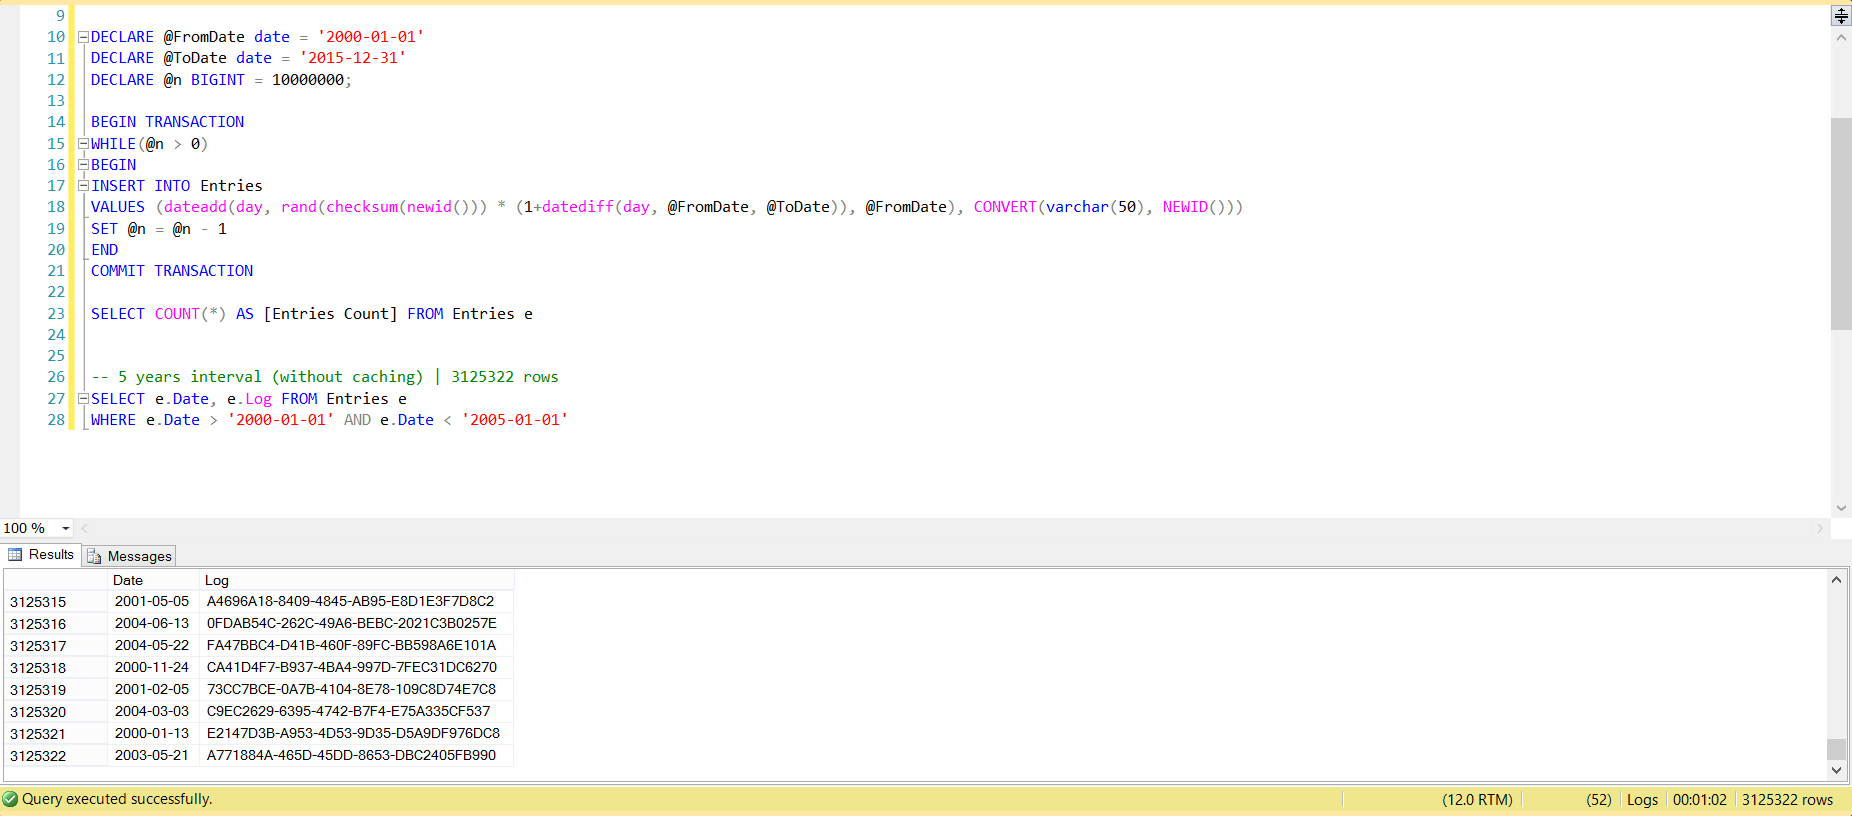 9
10 DECLARE @FromDate date = '2000-01-01'
11 DECLARE @ToDate date = '2015-12-31'
12 DECLARE @n BIGINT = 10000000;
13
14 BEGIN TRANSACTION
15 WHILE(@n > 0)
16 BEGIN
17 INSERT INTO Entries
18 VALUES (dateadd(day, rand(checksum(newid())) * (1+datediff(day, @FromDate, @ToDate)), @FromDate), CONVERT(varchar(50), NEWID()))
19 SET @n = @n - 1
20 END
21 COMMIT TRANSACTION
22
23 SELECT COUNT(*) AS [Entries Count] FROM Entries e
24
25
26 -- 5 years interval (without caching) | 3125322 rows
27 SELECT e.Date, e.Log FROM Entries e
28 WHERE e.Date > '2000-01-01' AND e.Date < '2005-01-01'
100 %
Results Messages
Date Log
3125315 2001-05-05 A4696A18-8409-4845-AB95-E8D1E3F7D8C2
3125316 2004-06-13 0FDAB54C-262C-49A6-BEBC-2021C3B0257E
3125317 2004-05-22 FA47BBC4-D41B-460F-89FC-BB598A6E101A
3125318 2000-11-24 CA41D4F7-B937-4BA4-997D-7FEC31DC6270
3125319 2001-02-05 73CC7BCE-0A7B-4104-8E78-109C8D74E7C8
3125320 2004-03-03 C9EC2629-6395-4742-B7F4-E75A335CF537
3125321 2000-01-13 E2147D3B-A953-4D53-9D35-D5A9DF976DC8
3125322 2003-05-21 A771884A-465D-45DD-8653-DBC2405FB990
Query executed successfully. (12.0 RTM) (52) Logs 00:01:02 3125322 rows